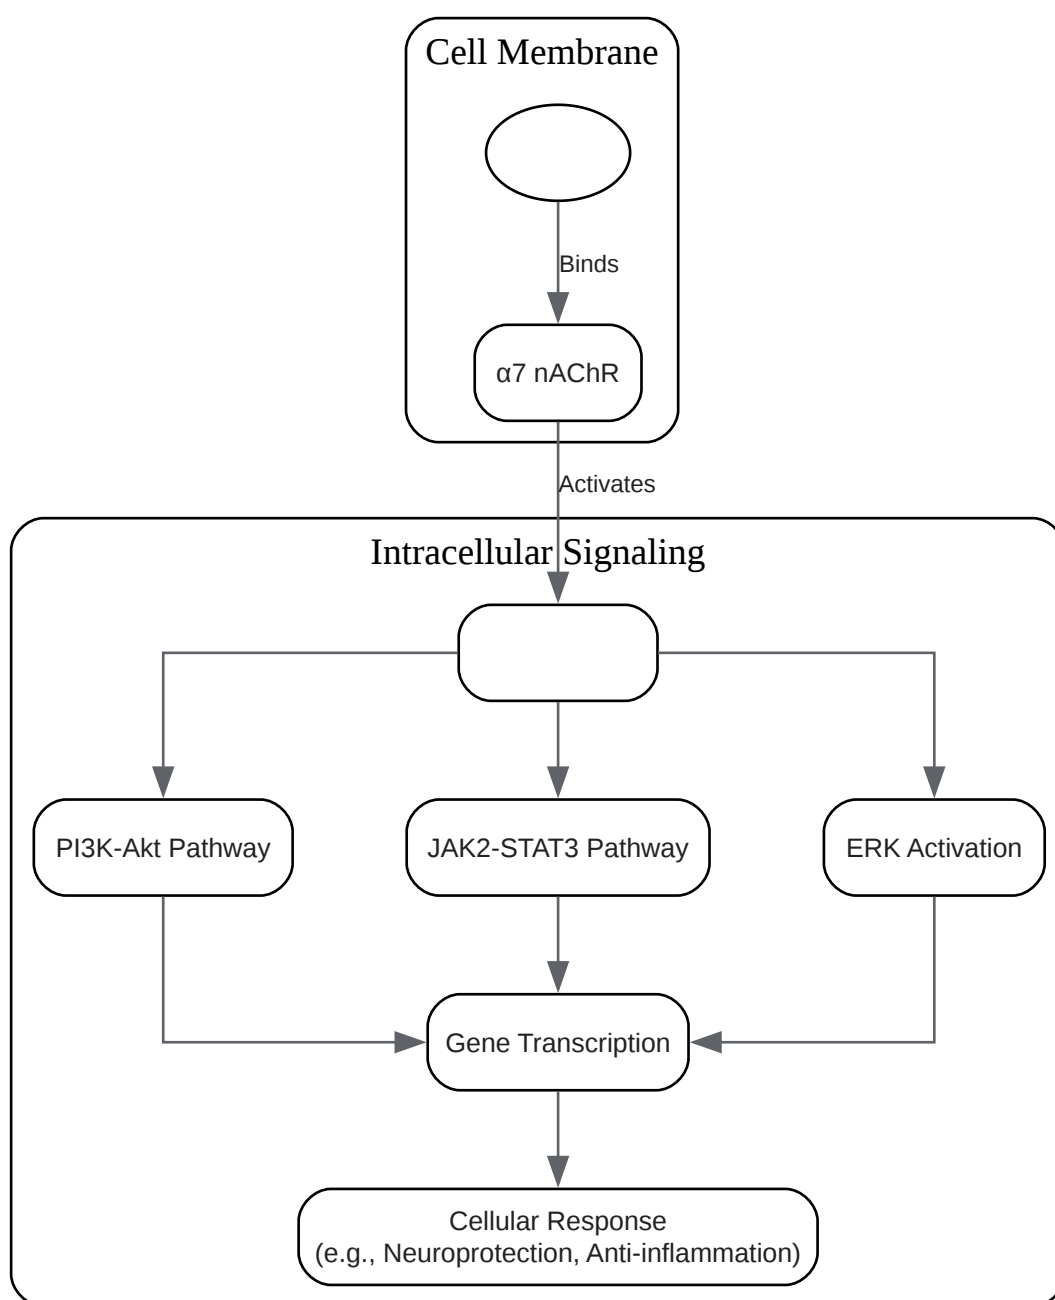 Cell Membrane
Binds
α7 nAChR
Activates
Intracellular Signaling
PI3K-Akt Pathway
JAK2-STAT3 Pathway
ERK Activation
Gene Transcription
Cellular Response
(e.g., Neuroprotection, Anti-inflammation)